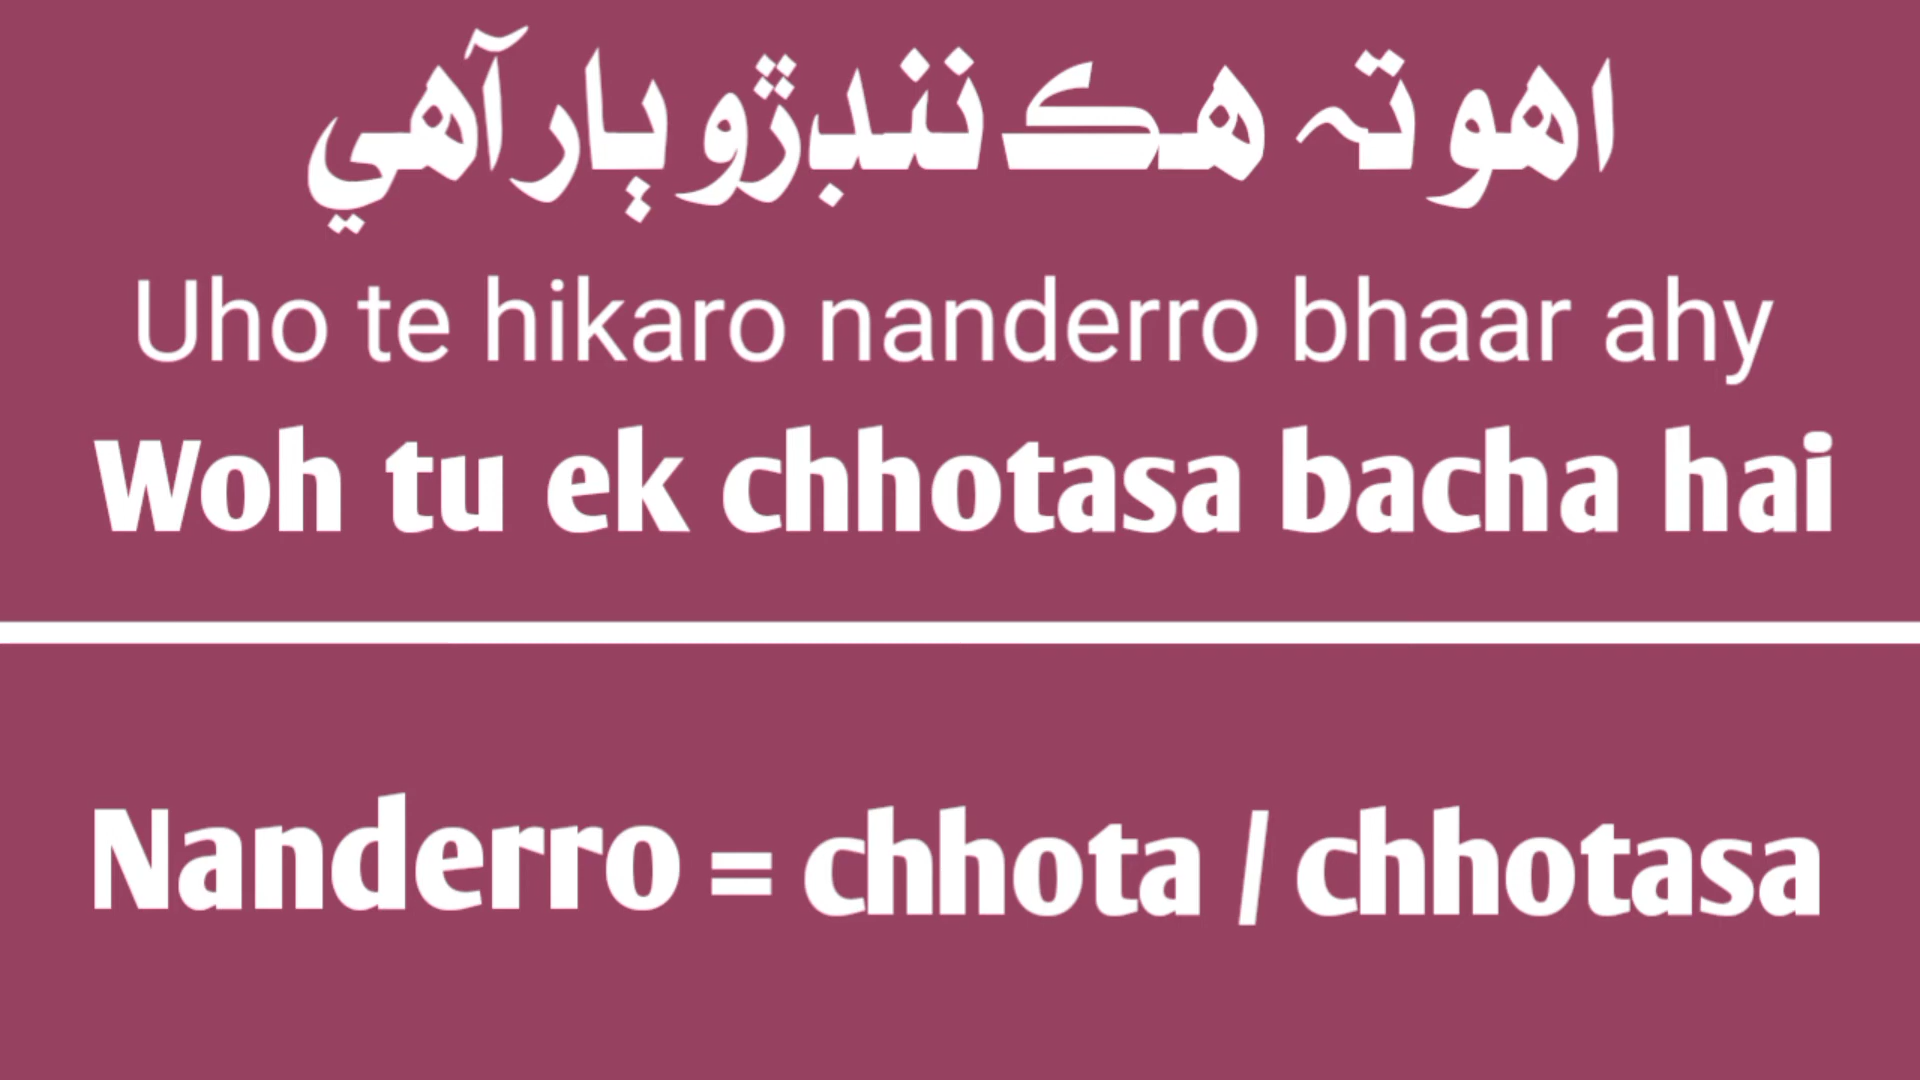 اهو تہ هڪ ننڊڙو ٻار آهي
Uho te hikaro nanderro bhaar ahy
Woh tu ek chhotasa bacha hai
Nanderro = chhota / chhotasa